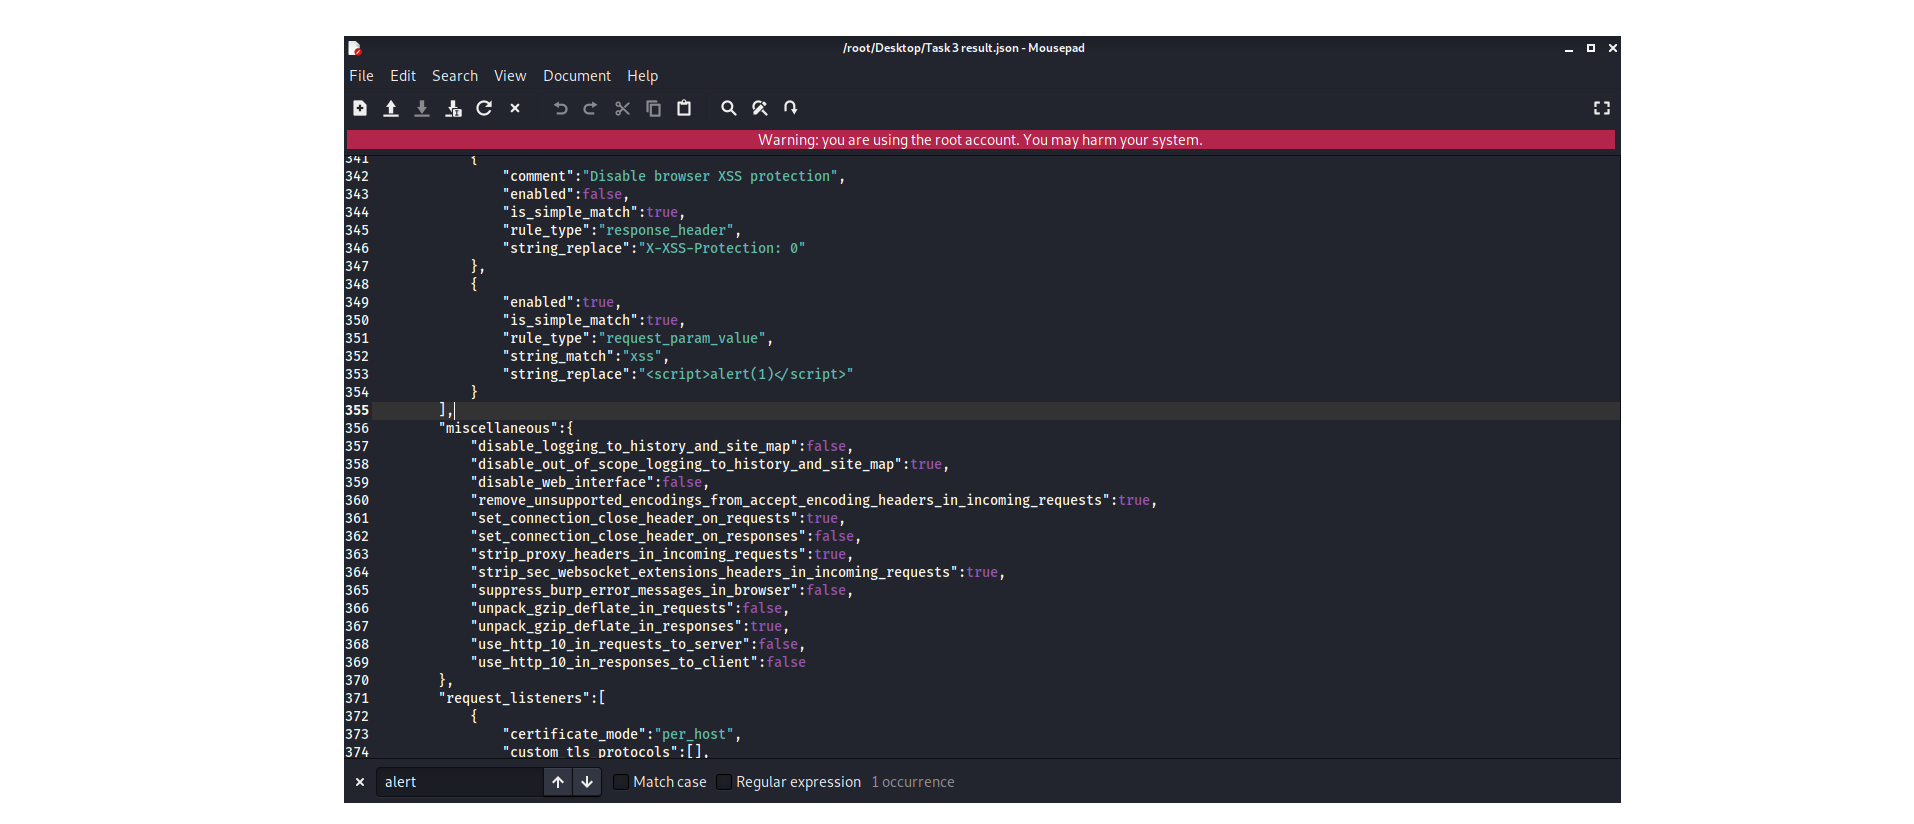 /root/Desktop/Task 3 result.json - Mousepad
File Edit Search View Document Help
Warning: you are using the root account. You may harm your system.
341 {
342 "comment":"Disable browser XSS protection",
343 "enabled":false,
344 "is_simple_match":true,
345 "rule_type":"response_header",
346 "string_replace":"X-XSS-Protection: 0"
347 },
348 {
349 "enabled":true,
350 "is_simple_match":true,
351 "rule_type":"request_param_value",
352 "string_match":"xss",
353 "string_replace":"<script>alert(1)</script>"
354 }
355 ],
356 "miscellaneous":{
357 "disable_logging_to_history_and_site_map":false,
358 "disable_out_of_scope_logging_to_history_and_site_map":true,
359 "disable_web_interface":false,
360 "remove_unsupported_encodings_from_accept_encoding_headers_in_incoming_requests":true,
361 "set_connection_close_header_on_requests":true,
362 "set_connection_close_header_on_responses":false,
363 "strip_proxy_headers_in_incoming_requests":true,
364 "strip_sec_websocket_extensions_headers_in_incoming_requests":true,
365 "suppress_burp_error_messages_in_browser":false,
366 "unpack_gzip_deflate_in_requests":false,
367 "unpack_gzip_deflate_in_responses":true,
368 "use_http_10_in_requests_to_server":false,
369 "use_http_10_in_responses_to_client":false
370 },
371 "request_listeners":[
372 {
373 "certificate_mode":"per_host",
374 "custom_tls_protocols":[],
alert Match case Regular expression 1 occurrence